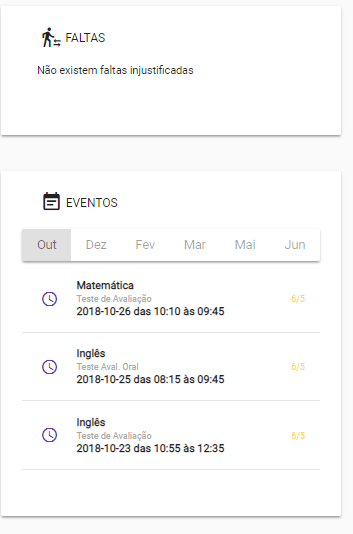 FALTAS
Não existem faltas injustificadas
EVENTOS
Out Dez Fev Mar Mai Jun
Matemática
Teste de Avaliação
6/5
2018-10-26 das 10:10 às 09:45
Inglês
Teste Aval. Oral
6/5
2018-10-25 das 08:15 às 09:45
Inglês
Teste de Avaliação
6/5
2018-10-23 das 10:55 às 12:35